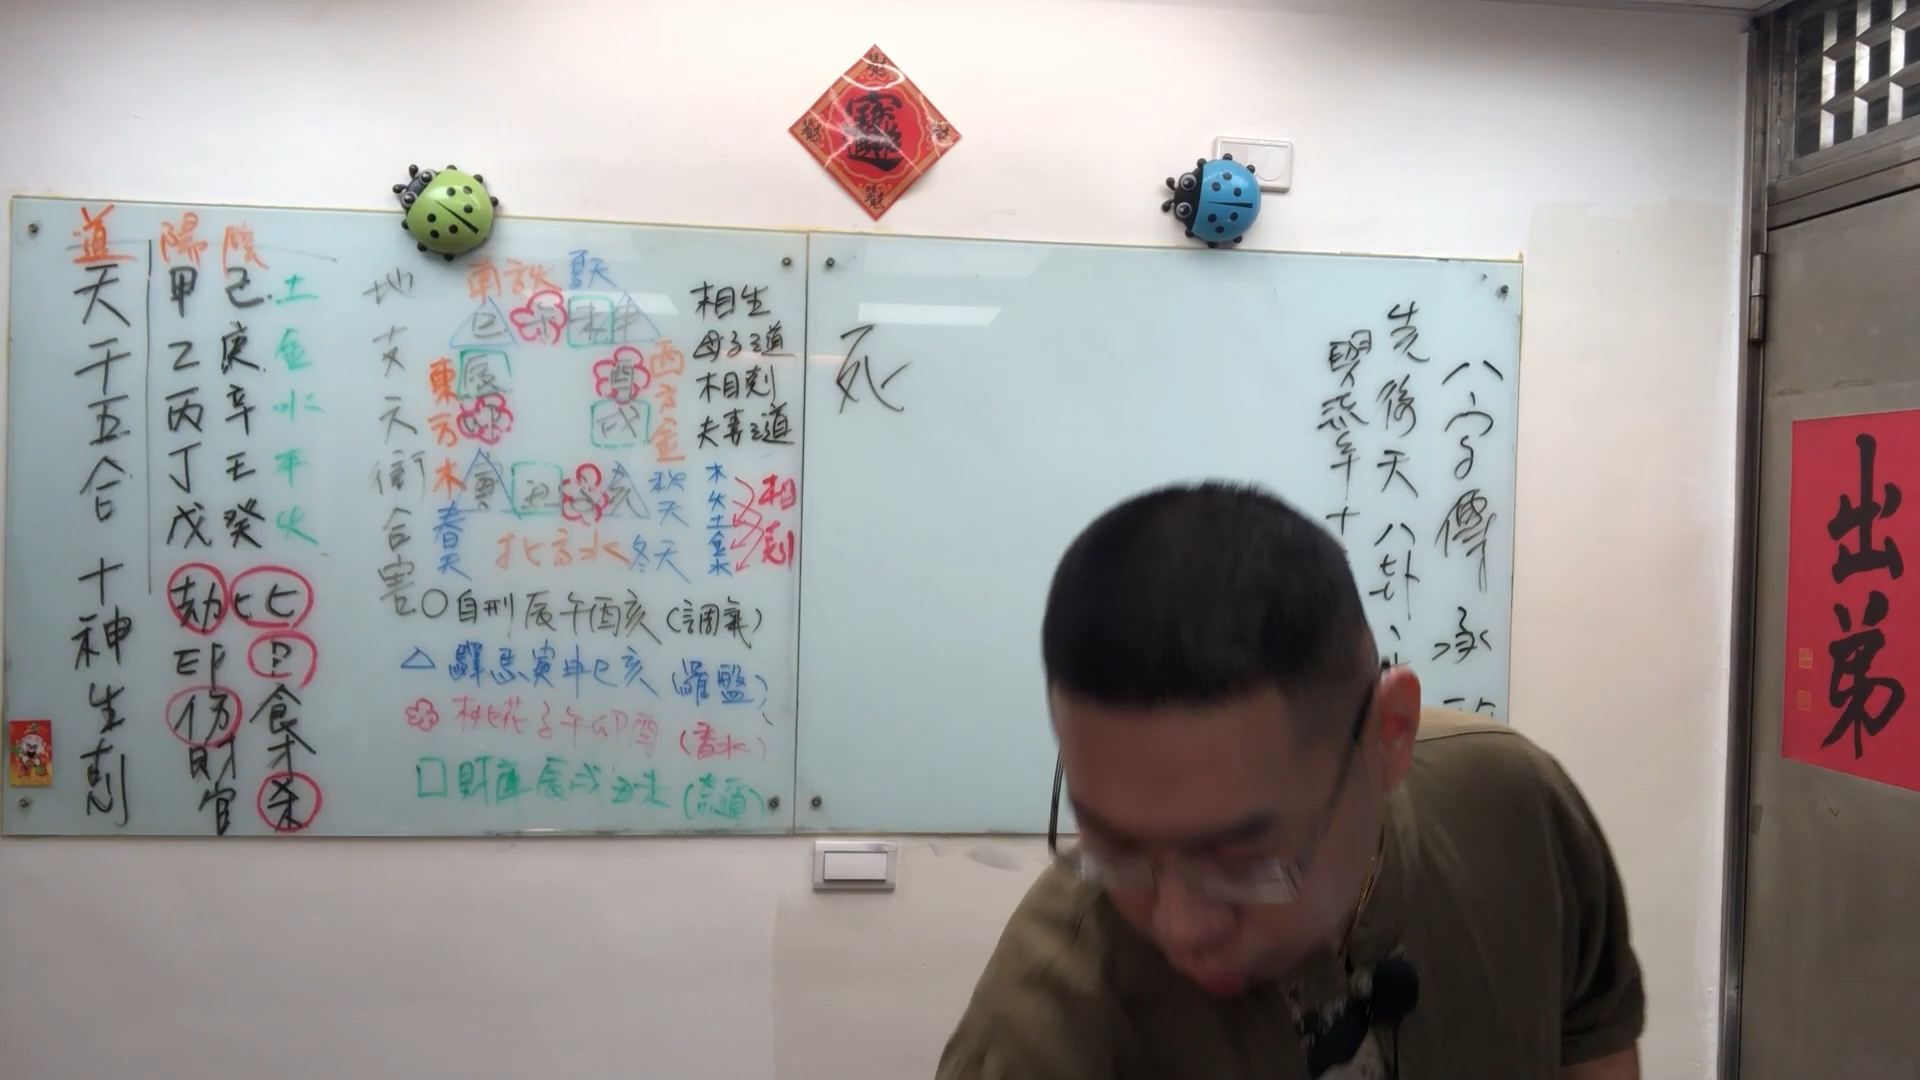 道
天干五合十神生剋
陽
甲乙丙丁戊
劫印傷財官
陰
己庚辛壬癸
比
P
食才杀
土金水木火
地支六衝合害
南方火 夏天
巳午未申
東方木
辰
卯
西方金
酉
戌
寅丑子亥
春天
北方水
冬天
秋天
○自刑辰午酉亥(調氣)
△驛馬寅申巳亥(羅盤)
桃花子午卯酉(香水)
□財庫辰戌丑未
相生
母子之道
相剋
夫妻之道
木火土金水
相剋
死
八字傳承
先後天八卦
年十
出弟